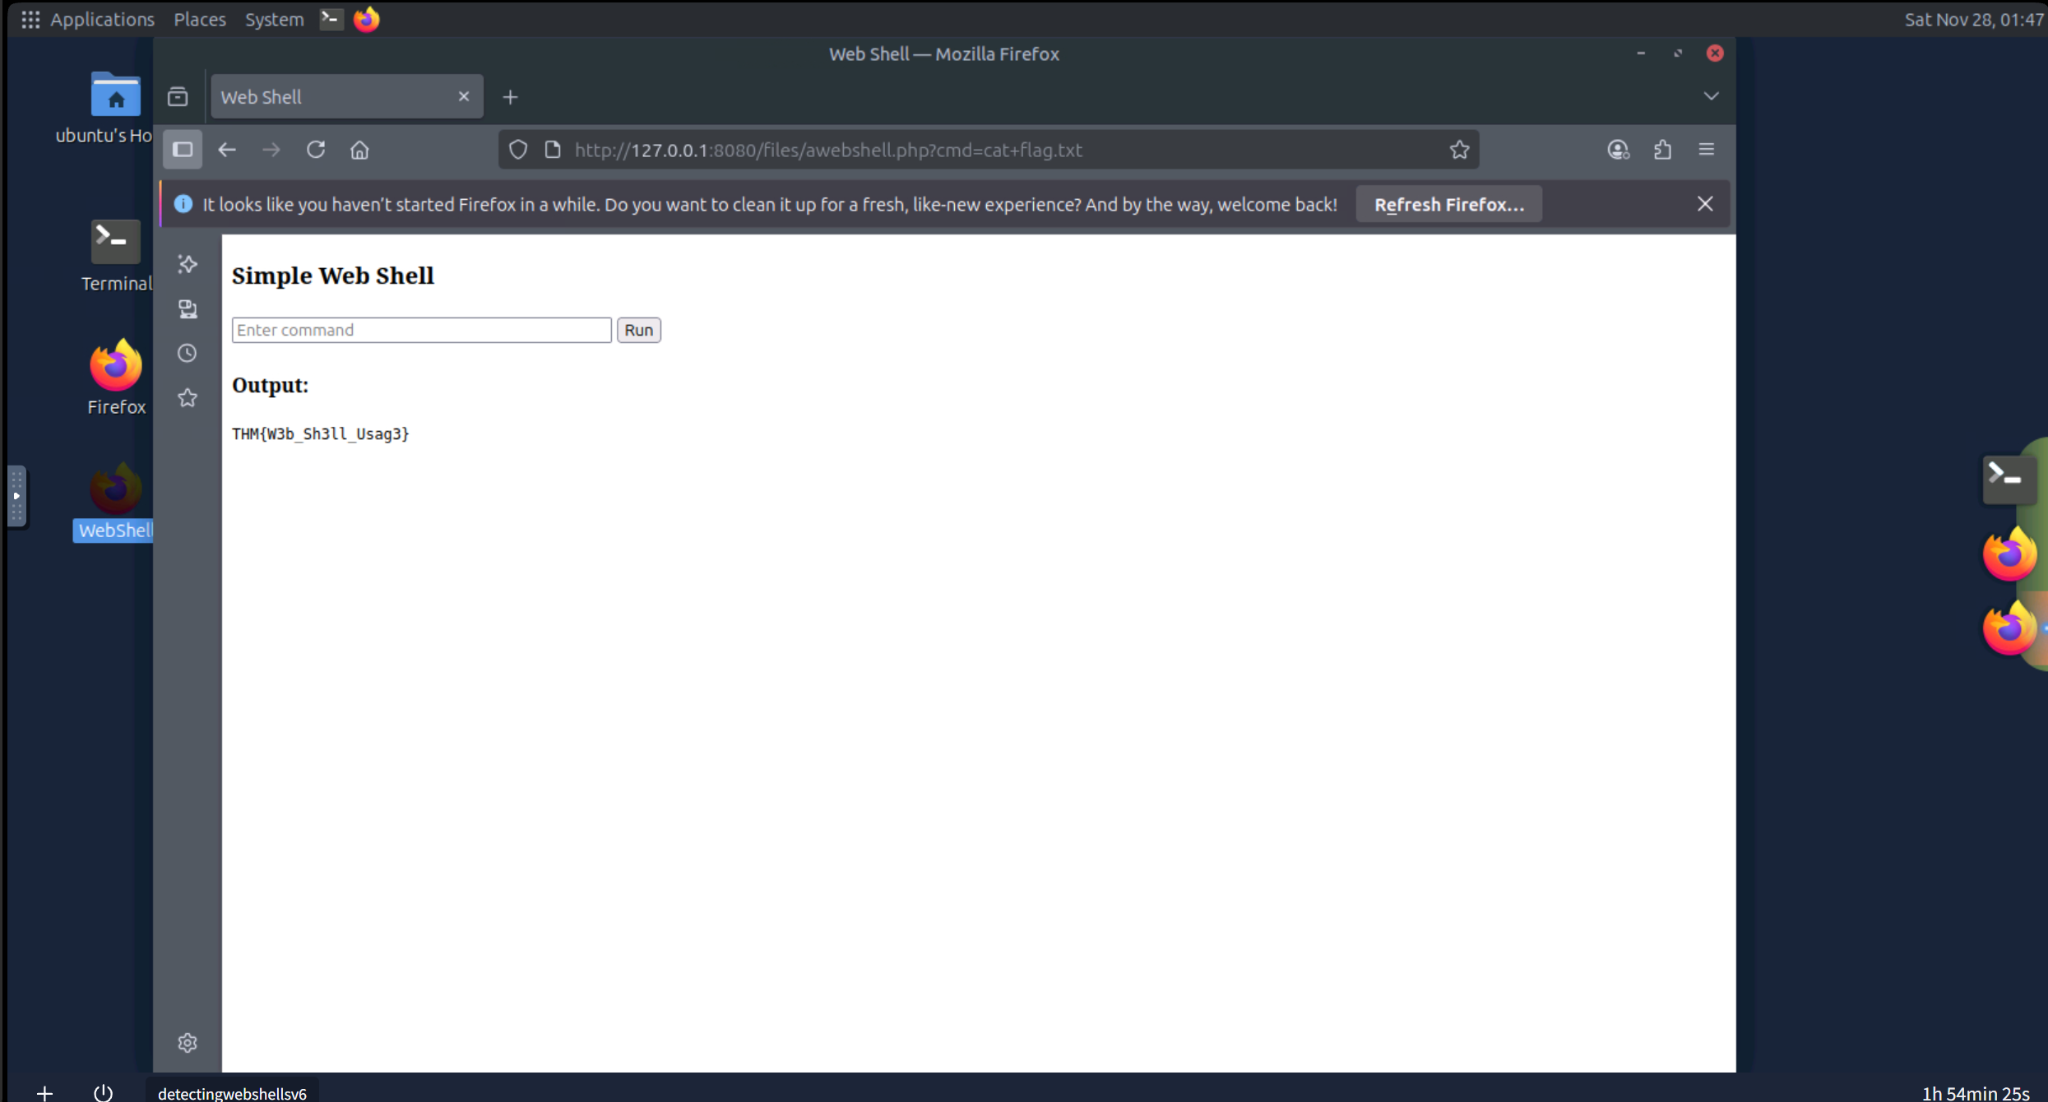 Applications Places System Sat Nov 28, 01:47
Web Shell — Mozilla Firefox
Web Shell
ubuntu's Ho
http://127.0.0.1:8080/files/awebshell.php?cmd=cat+flag.txt
It looks like you haven't started Firefox in a while. Do you want to clean it up for a fresh, like-new experience? And by the way, welcome back! Refresh Firefox...
Terminal
Firefox
WebShell
Simple Web Shell
Enter command Run
Output:
THM{W3b_Sh3ll_Usag3}
detectingwebshellsv6 1h 54min 25s